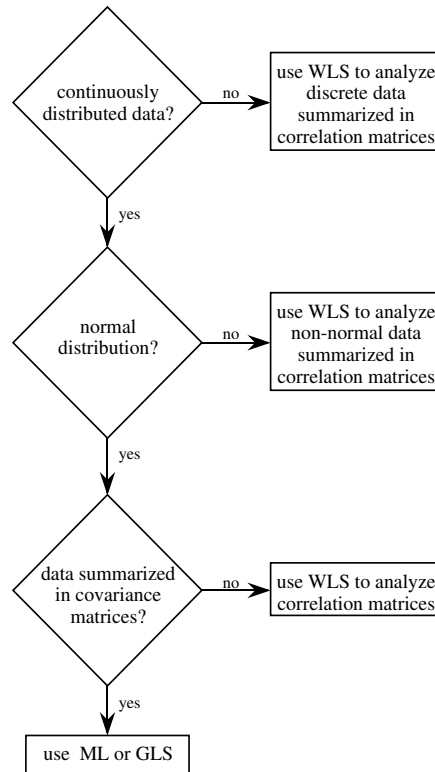 continuously
distributed data?
no
use WLS to analyze
discrete data
summarized in
correlation matrices
yes
normal
distribution?
no
use WLS to analyze
non-normal data
summarized in
correlation matrices
yes
data summarized
in covariance
matrices?
no
use WLS to analyze
correlation matrices
yes
use ML or GLS